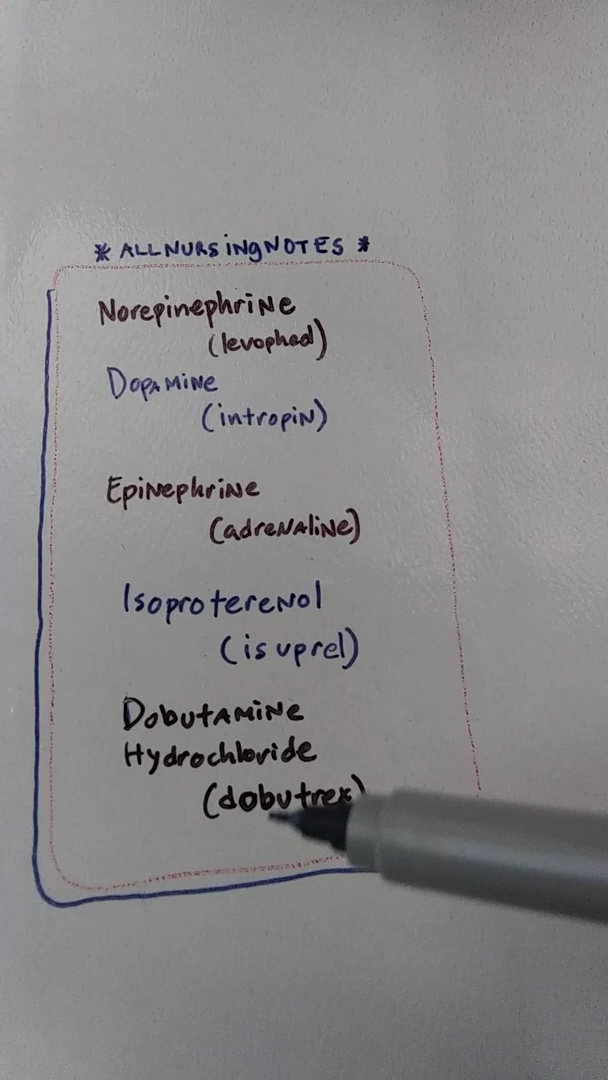 * ALLNURSingNOTES *
NorepinephriNe
(levophed)
DopAMiNe
(intropiN)
EpiNephriNe
(adreNAliNe)
IsoprotereNol
(isuprel)
DobutAMiNe
Hydrochloride
(dobutrex)